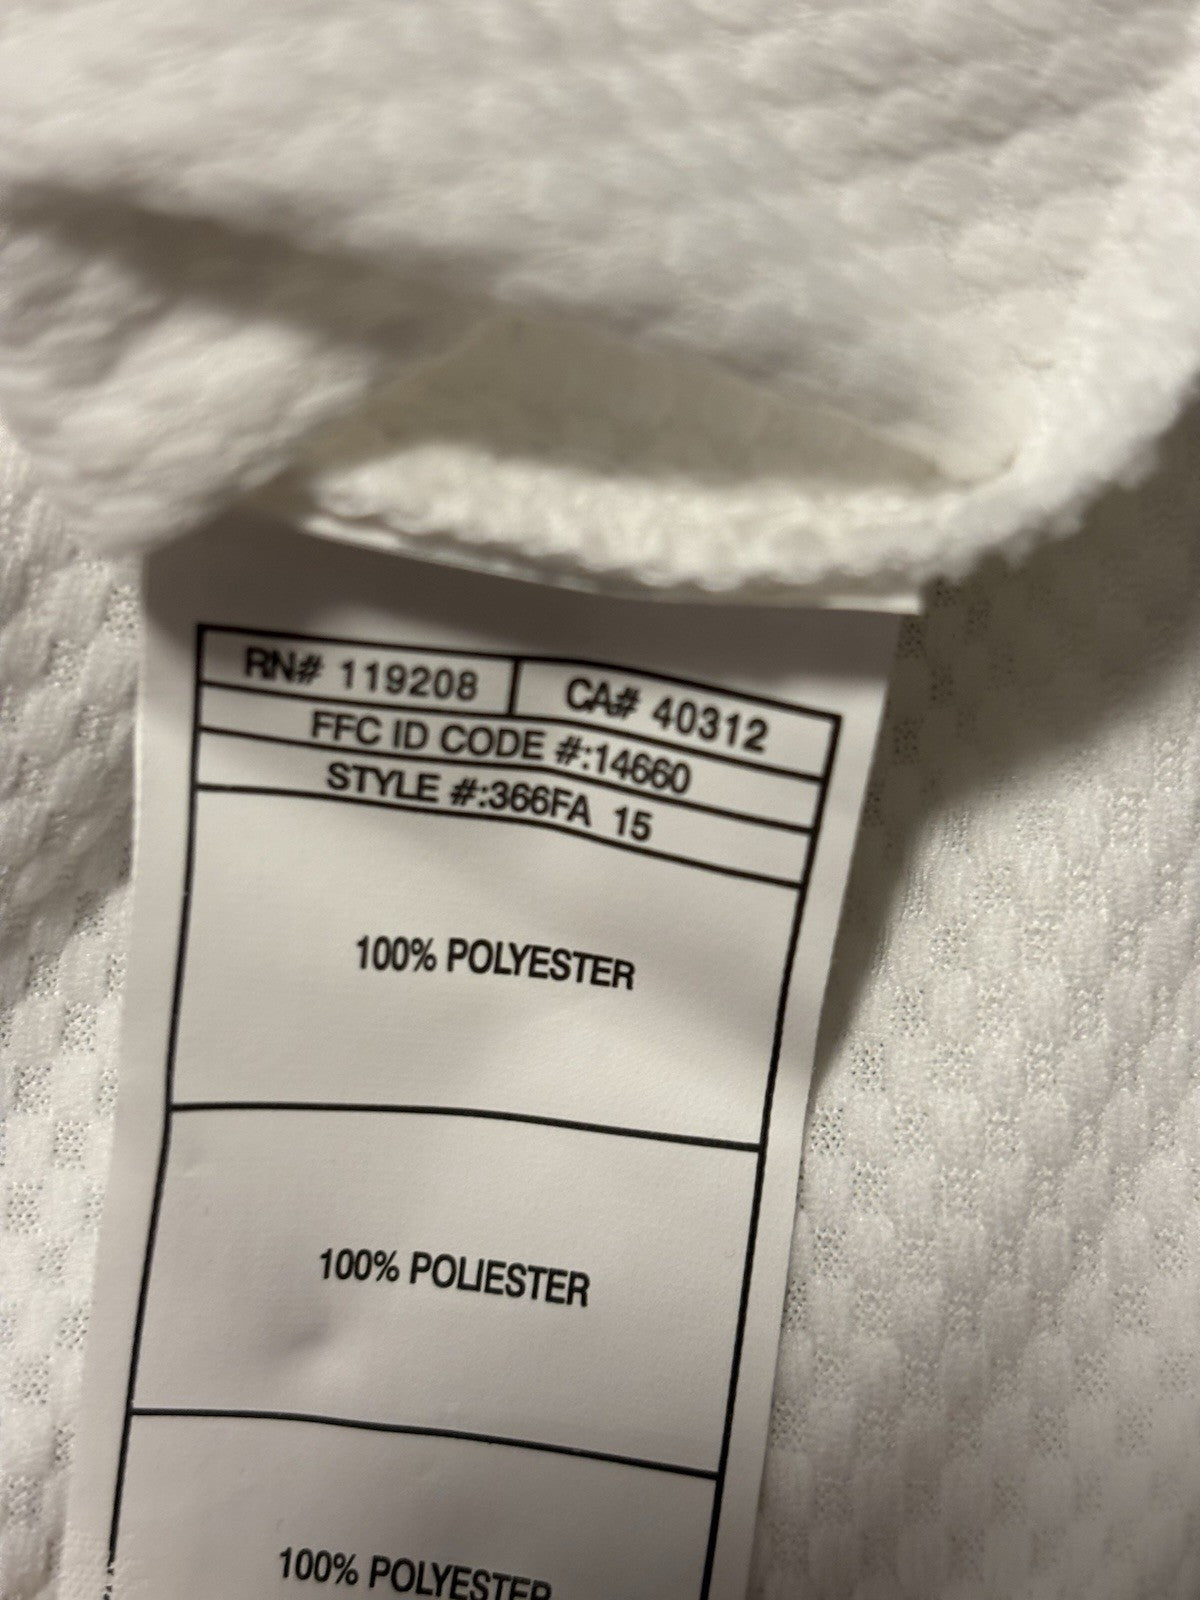 RN# 119208 CA# 40312
FFC ID CODE #:14660
STYLE #:366FA 15
100% POLYESTER
100% POLIESTER
100% POLYESTER